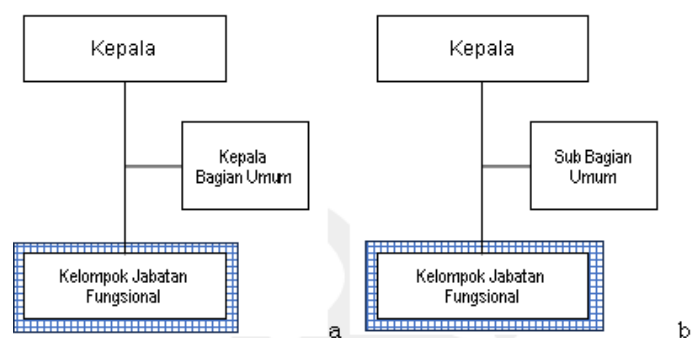 Kepala
Kepala
Bagian Umum
Kelompok Jabatan
Fungsional
a
Kepala
Sub Bagian
Umum
Kelompok Jabatan
Fungsional
b